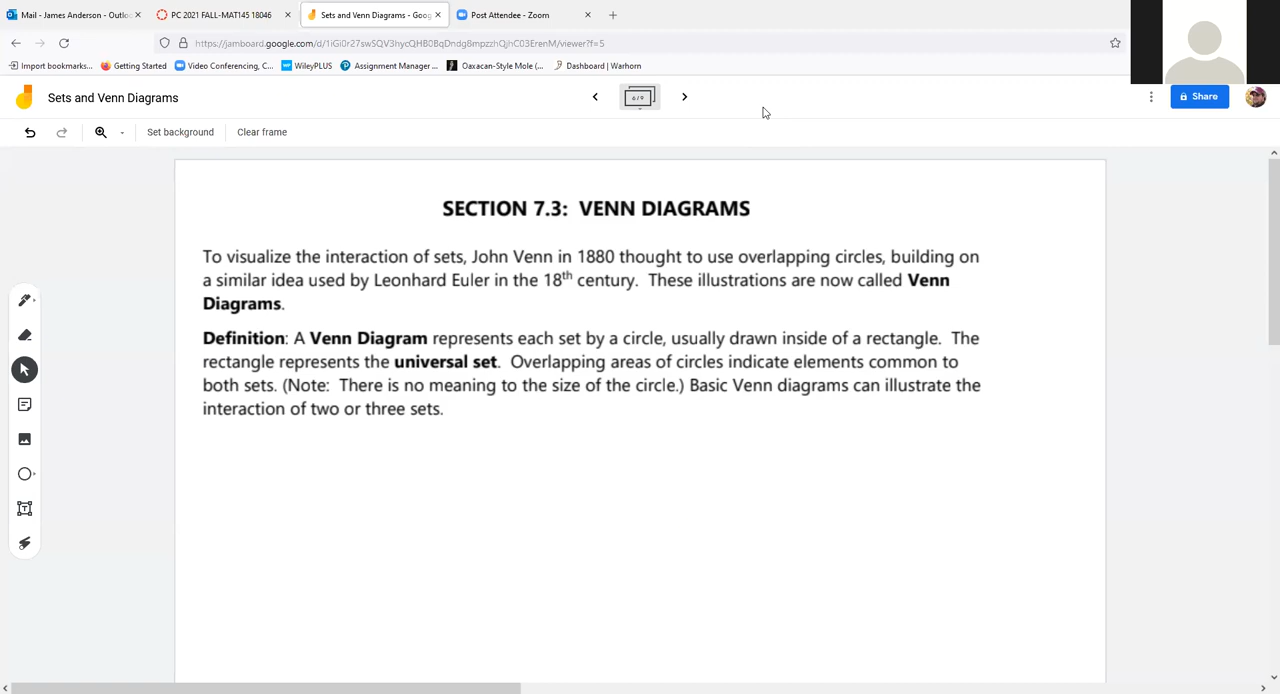 Mail - James Anderson - Outloo
PC 2021 FALL-MAT145 18046
Sets and Venn Diagrams - Goog
Post Attendee - Zoom
https://jamboard.google.com/d/1iGi0r27swSQV3hycQHB0BqDndg8mpzzhQjhC03ErenM/viewer?f=5
Import bookmarks...
Getting Started
Video Conferencing, C...
WileyPLUS
Assignment Manager ...
Oaxacan-Style Mole (...
Dashboard | Warhorn
Sets and Venn Diagrams
6 / 9
Share
Set background
Clear frame
SECTION 7.3: VENN DIAGRAMS
To visualize the interaction of sets, John Venn in 1880 thought to use overlapping circles, building on
a similar idea used by Leonhard Euler in the 18th century. These illustrations are now called Venn
Diagrams.
Definition: A Venn Diagram represents each set by a circle, usually drawn inside of a rectangle. The
rectangle represents the universal set. Overlapping areas of circles indicate elements common to
both sets. (Note: There is no meaning to the size of the circle.) Basic Venn diagrams can illustrate the
interaction of two or three sets.